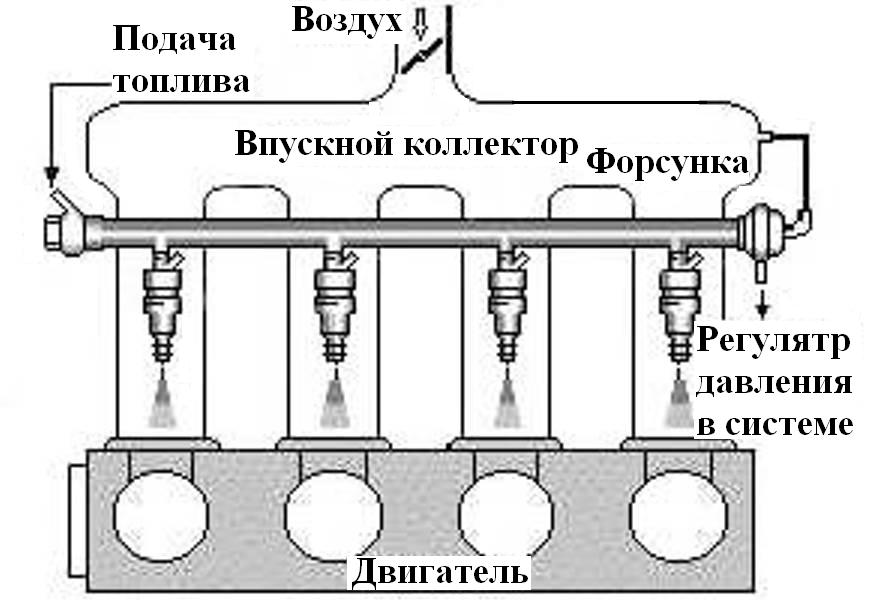 Воздух
Подача
топлива
Впускной коллектор
Форсунка
Регулятр
давления
в системе
Двигатель